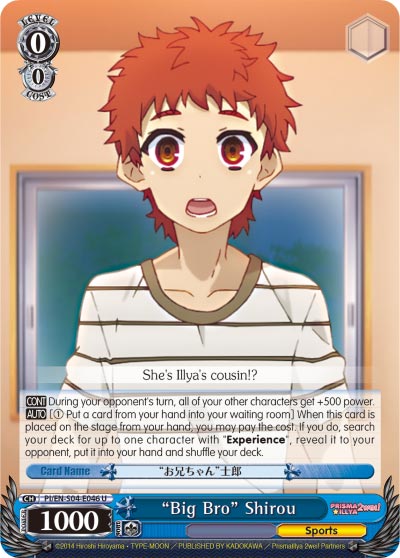 LEVEL
0
0
COST
She's Illya's cousin!?
CONT During your opponent's turn, all of your other characters get +500 power.
AUTO [① Put a card from your hand into your waiting room] When this card is
placed on the stage from your hand, you may pay the cost. If you do, search
your deck for up to one character with "Experience", reveal it to your
opponent, put it into your hand and shuffle your deck.
Card Name
“お兄ちゃん”士郎
CH PI/EN-S04-E046 U
1000
“Big Bro” Shirou
PRISMA ILLYA 2wei!
Sports
©2014 Hiroshi Hiroyama・TYPE-MOON / PUBLISHED BY KADOKAWA / PrismaIllya 2wei Partners